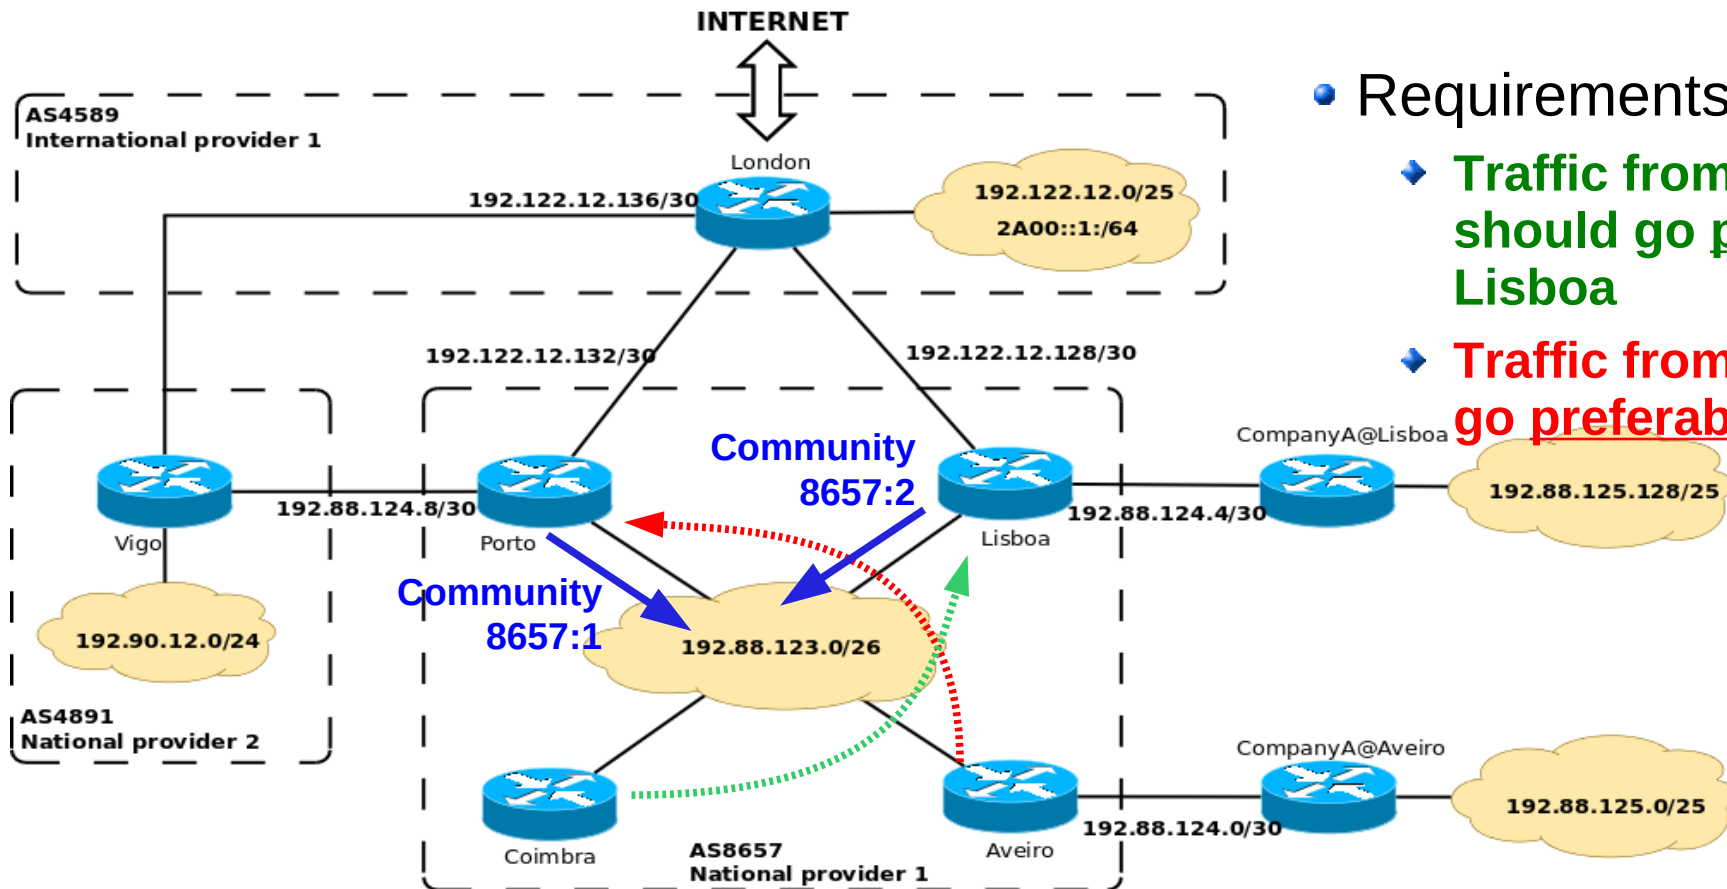 INTERNET
AS4589
International provider 1
London
192.122.12.136/30
192.122.12.0/25
2A00::1:/64
192.122.12.132/30
192.122.12.128/30
Requirements
Traffic from
should go p
Lisboa
Traffic from
go preferab
Community
8657:2
CompanyA@Lisboa
192.88.124.8/30
192.88.124.4/30
192.88.125.128/25
Vigo
Porto
Lisboa
Community
8657:1
192.90.12.0/24
192.88.123.0/26
AS4891
National provider 2
CompanyA@Aveiro
192.88.125.0/25
192.88.124.0/30
Coimbra
Aveiro
AS8657
National provider 1